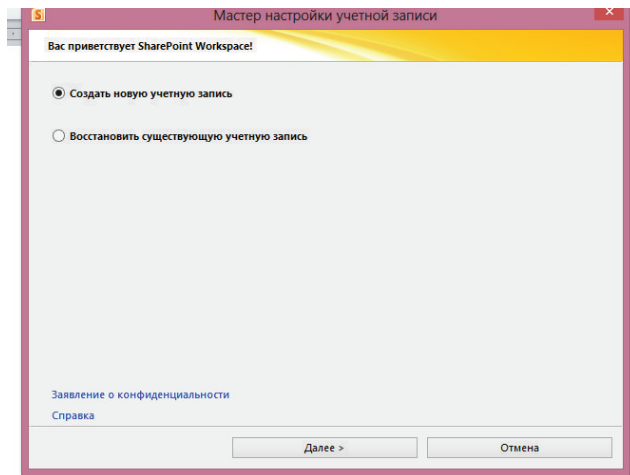 S
Мастер настройки учетной записи
Вас приветствует SharePoint Workspace!
Создать новую учетную запись
Восстановить существующую учетную запись
Заявление о конфиденциальности
Справка
Далее >
Отмена